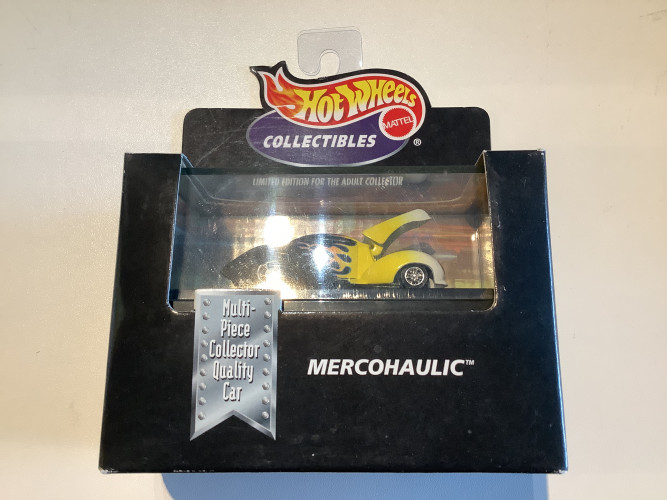 HOT WHEELS
MATTEL
COLLECTIBLES ®
LIMITED EDITION FOR THE ADULT COLLECTOR
Multi-
Piece
Collector
Quality
Car
MERCOHAULIC™